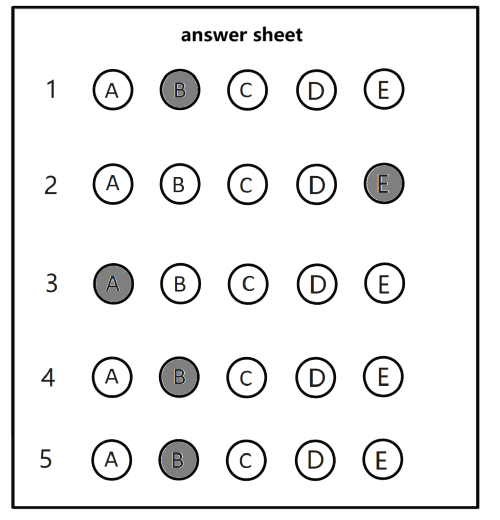 answer sheet
1 A B C D E
2 A B C D E
3 A B C D E
4 A B C D E
5 A B C D E